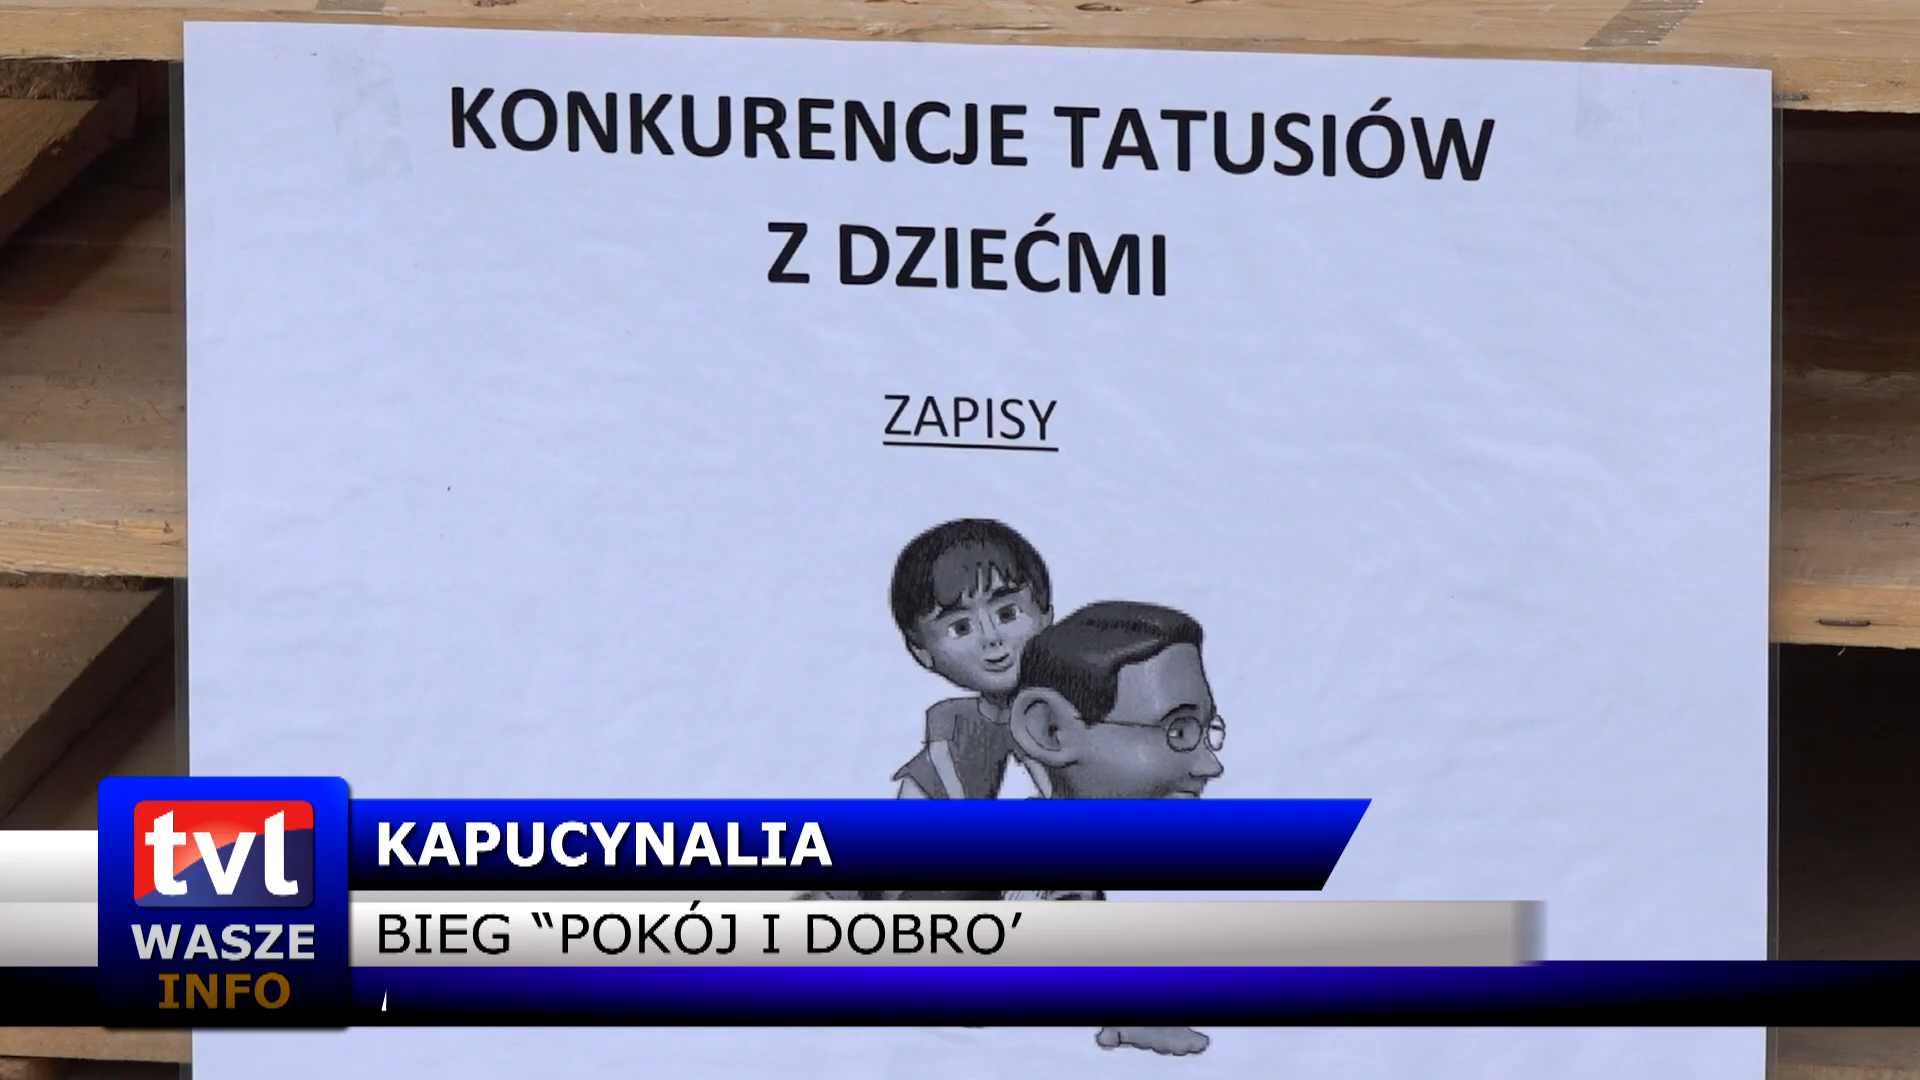 KONKURENCJE TATUSIÓW
Z DZIEĆMI
ZAPISY
tvl
WASZE
INFO
KAPUCYNALIA
BIEG “POKÓJ I DOBRO’